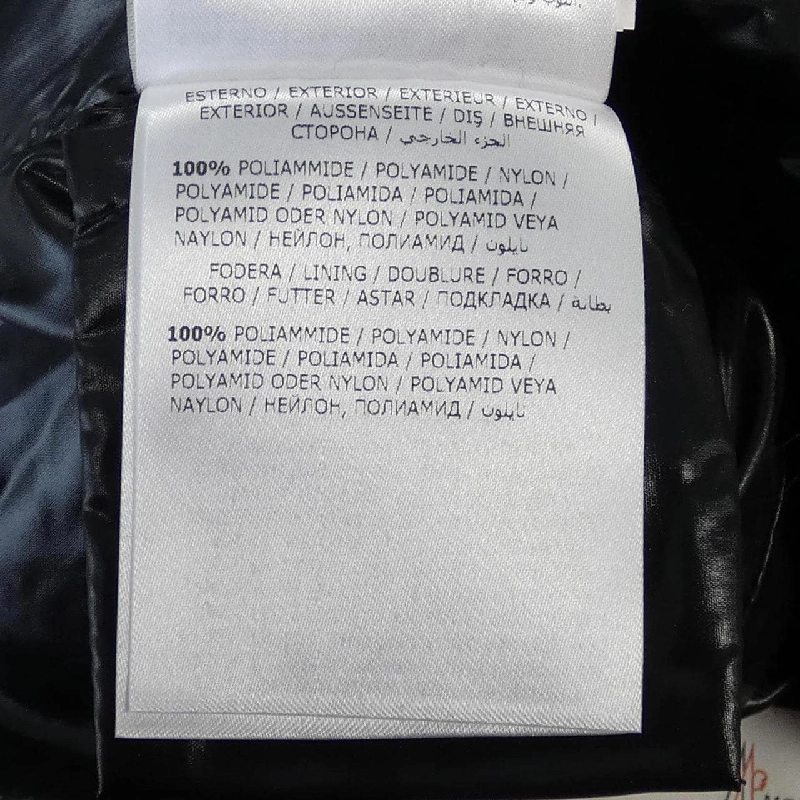 ESTERNO / EXTERIOR / EXTERIEUR / EXTERNO /
EXTERIOR / AUSSENSEITE / DIŞ / ВНЕШНЯЯ
СТОРОНА / الجزء الخارجي
100% POLIAMMIDE / POLYAMIDE / NYLON /
POLYAMIDE / POLIAMIDA / POLIAMIDA /
POLYAMID ODER NYLON / POLYAMID VEYA
NAYLON / НЕЙЛОН, ПОЛИАМИД / نايلون
FODERA / LINING / DOUBLURE / FORRO /
FORRO / FUTTER / ASTAR / ПОДКЛАДКА / بطانة
100% POLIAMMIDE / POLYAMIDE / NYLON /
POLYAMIDE / POLIAMIDA / POLIAMIDA /
POLYAMID ODER NYLON / POLYAMID VEYA
NAYLON / НЕЙЛОН, ПОЛИАМИД / نايلون